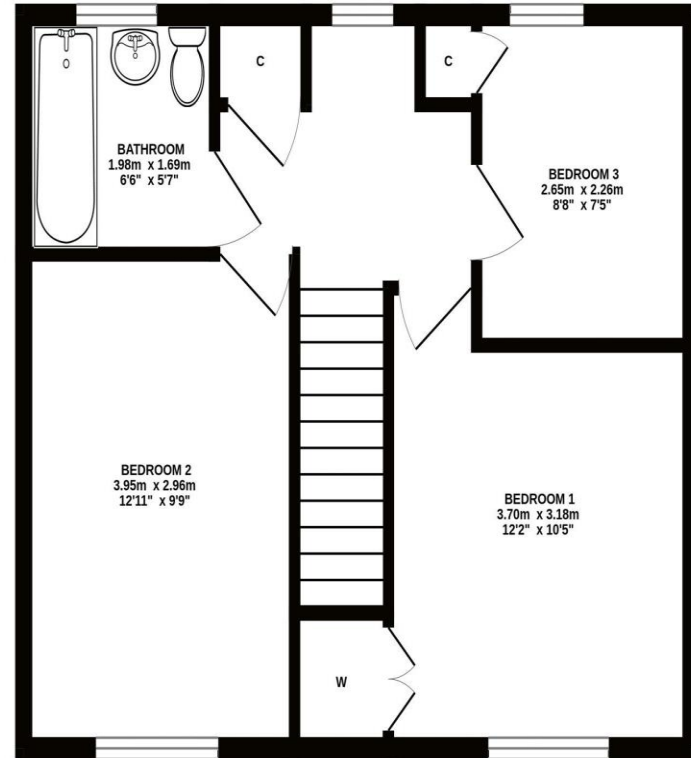 C
C
BATHROOM
1.98m x 1.69m
6'6" x 5'7"
BEDROOM 3
2.65m x 2.26m
8'8" x 7'5"
BEDROOM 2
3.95m x 2.96m
12'11" x 9'9"
BEDROOM 1
3.70m x 3.18m
12'2" x 10'5"
W